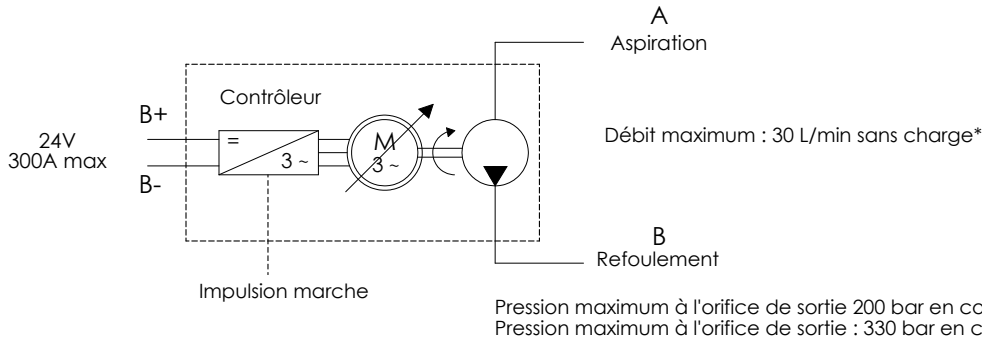 A
Aspiration
Contrôleur
B+
24V
300A max
B-
=
3 ~
M
3 ~
Débit maximum : 30 L/min sans charge*
B
Refoulement
Impulsion marche
Pression maximum à l'orifice de sortie 200 bar en
Pression maximum à l'orifice de sortie : 330 bar en